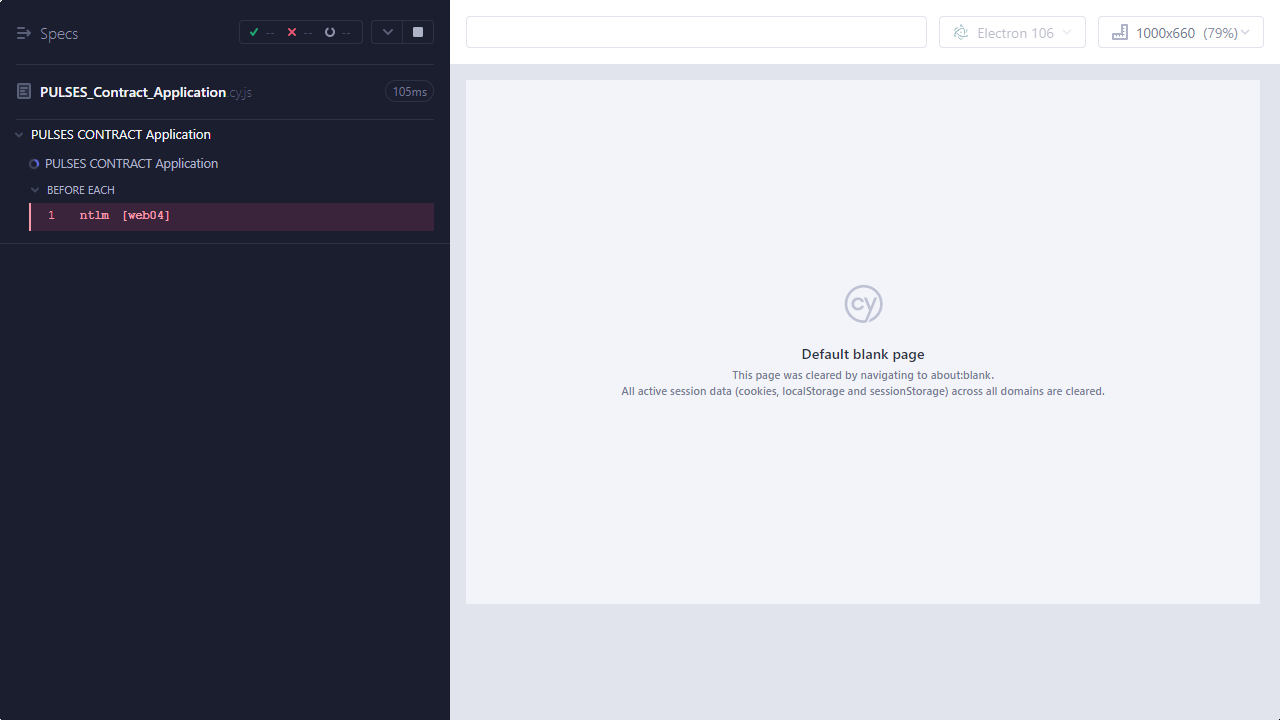 Specs
-- -- --
PULSES_Contract_Application.cy.js 105ms
PULSES CONTRACT Application
PULSES CONTRACT Application
BEFORE EACH
1 ntlm [web04]
Electron 106
1000x660 (79%)
cy
Default blank page
This page was cleared by navigating to about:blank.
All active session data (cookies, localStorage and sessionStorage) across all domains are cleared.